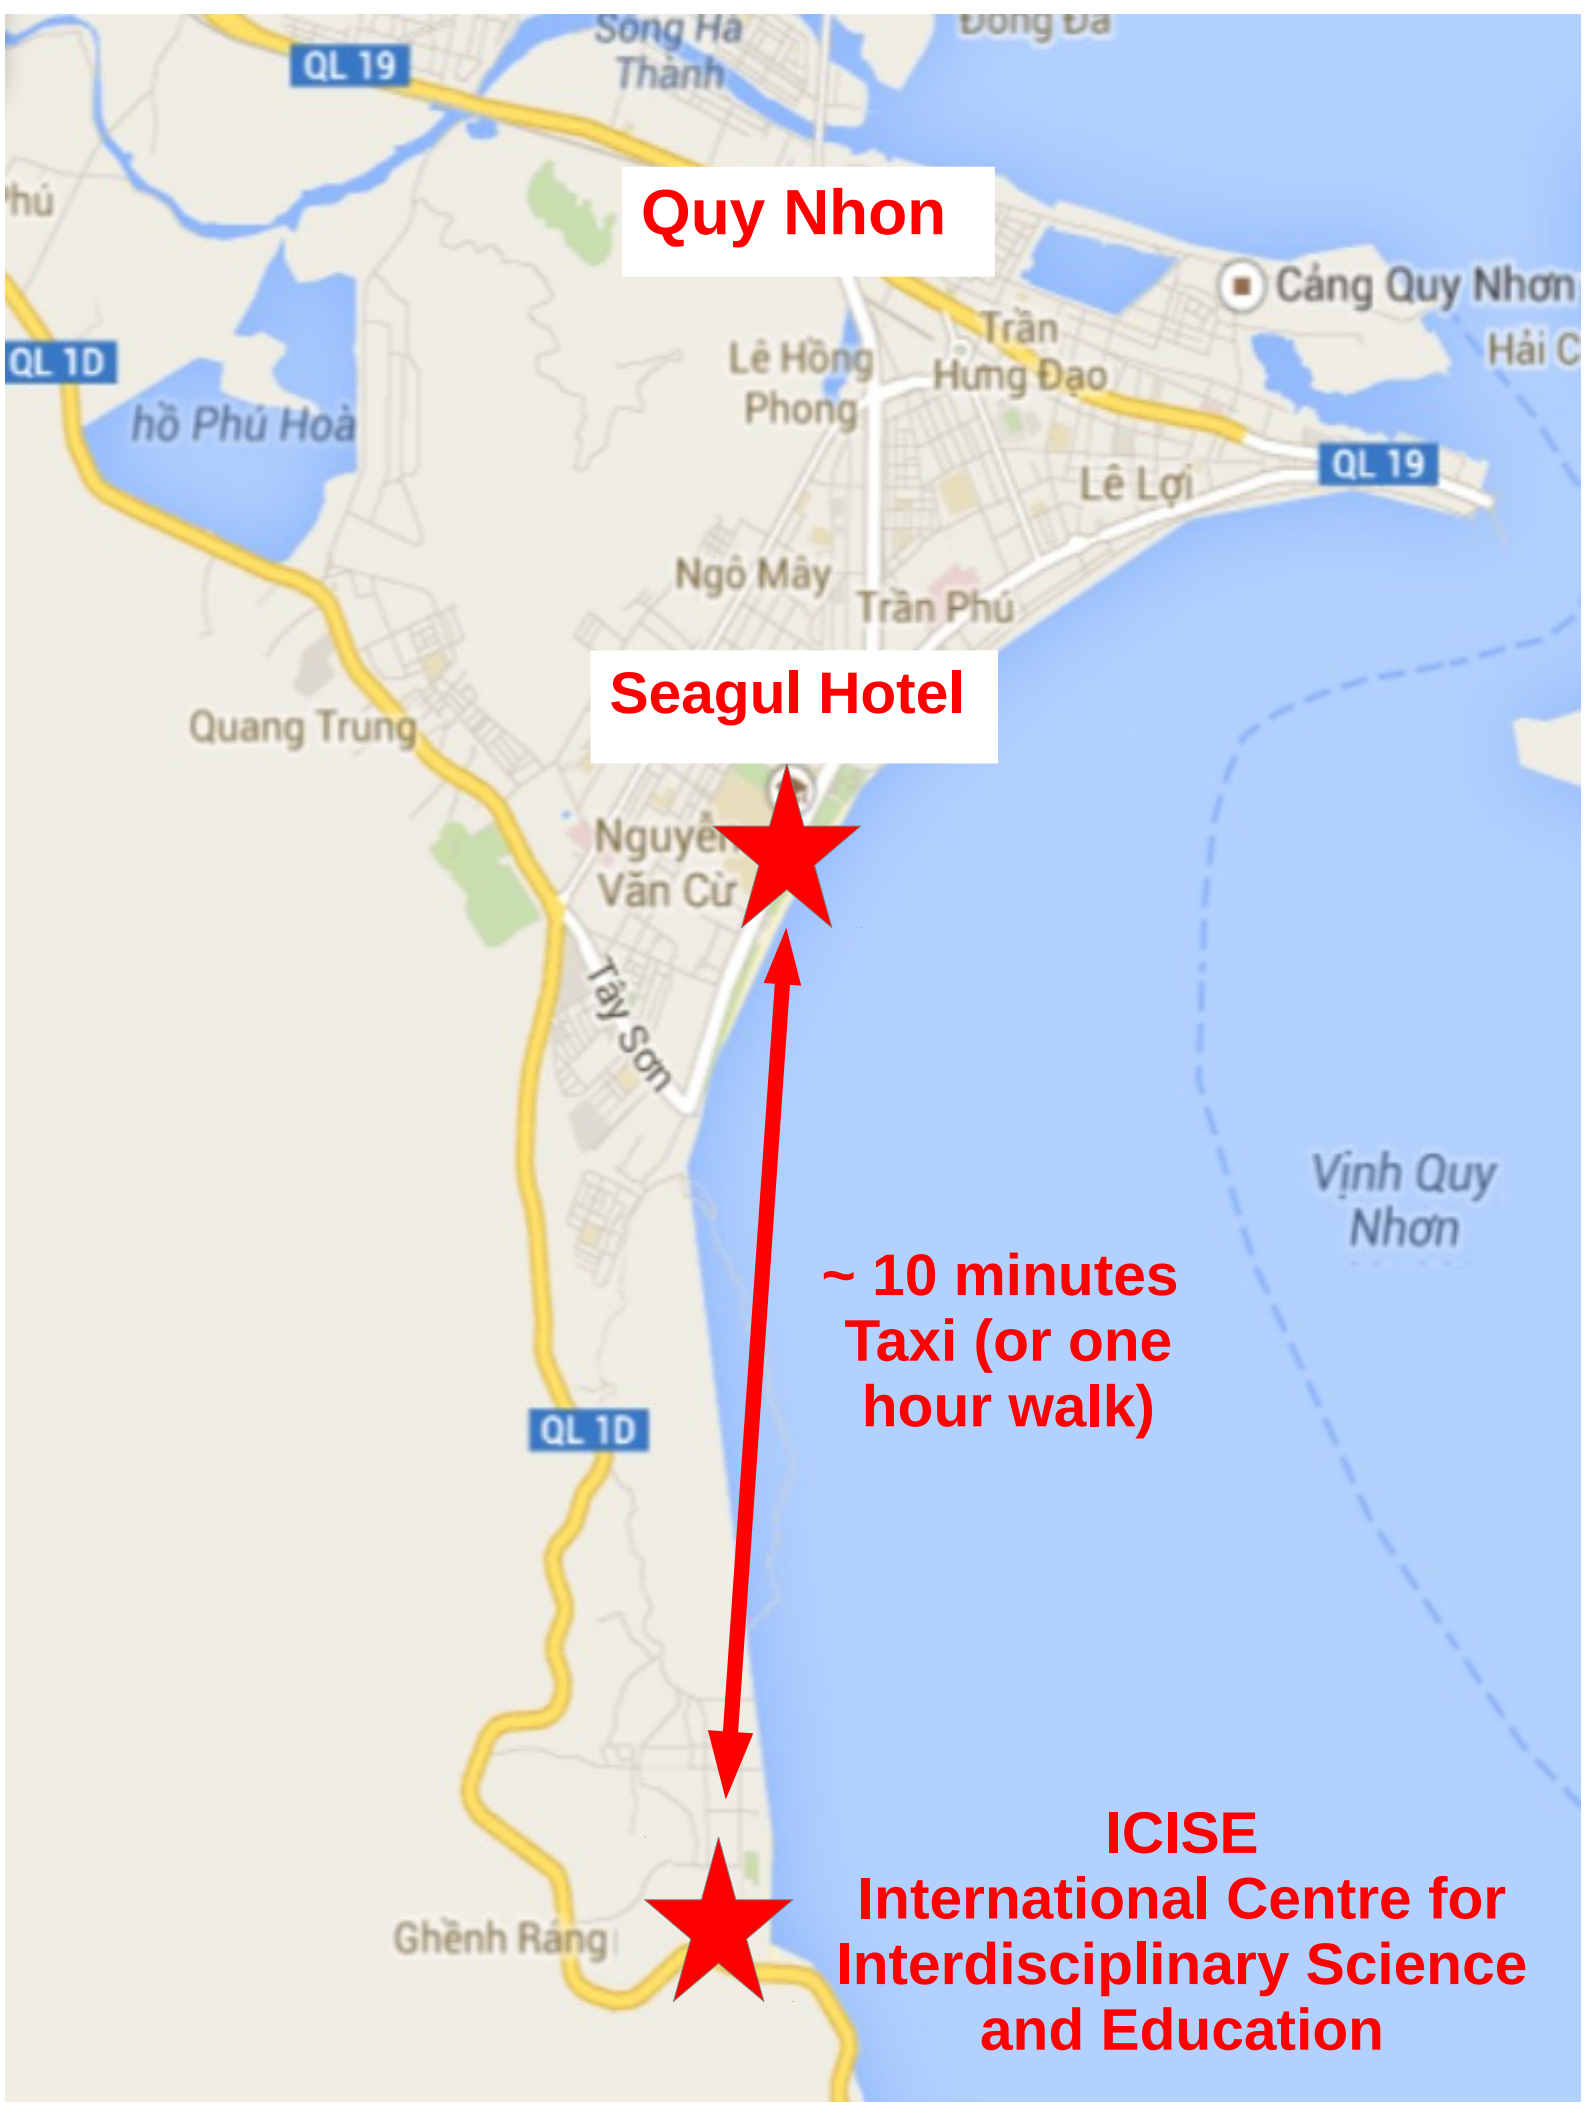 Sông Hà
Thành
Đống Đa
QL 19
Quy Nhon
Cảng Quy Nhơn
Trần
Hưng Đạo
Hải C
QL 1D
Lê Hồng
Phong
hồ Phú Hoà
QL 19
Lê Lợi
Ngô Mây
Trần Phú
Seagul Hotel
Quang Trung
Nguyễn
Văn Cừ
Tây Sơn
Vịnh Quy
Nhơn
~ 10 minutes
Taxi (or one
hour walk)
QL 1D
ICISE
International Centre for
Interdisciplinary Science
and Education
Ghềnh Ráng